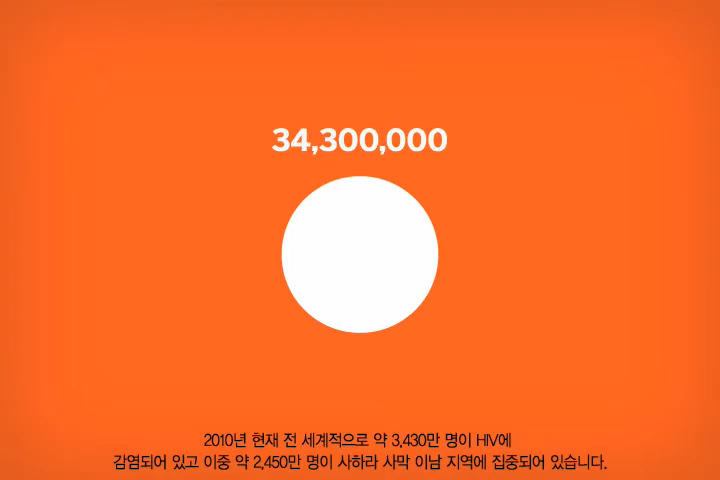 34,300,000
2010년 현재 전 세계적으로 약 3,430만 명이 HIV에
감염되어 있고 이중 약 2,450만 명이 사하라 사막 이남 지역에 집중되어 있습니다.